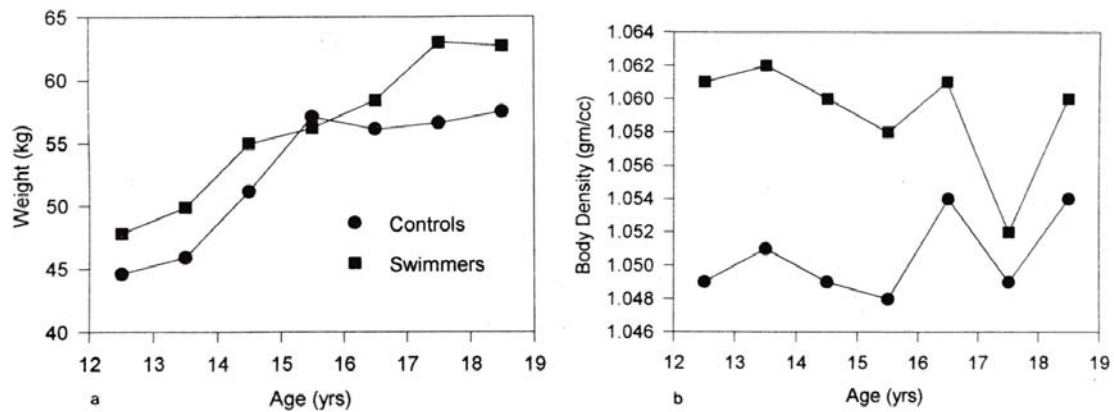 65
60
55
50
45
40
Weight (kg)
Controls
Swimmers
12 13 14 15 16 17 18 19
a
Age (yrs)
1.064
1.062
1.060
1.058
1.056
1.054
1.052
1.050
1.048
1.046
Body Density (gm/cc)
12 13 14 15 16 17 18 19
b
Age (yrs)